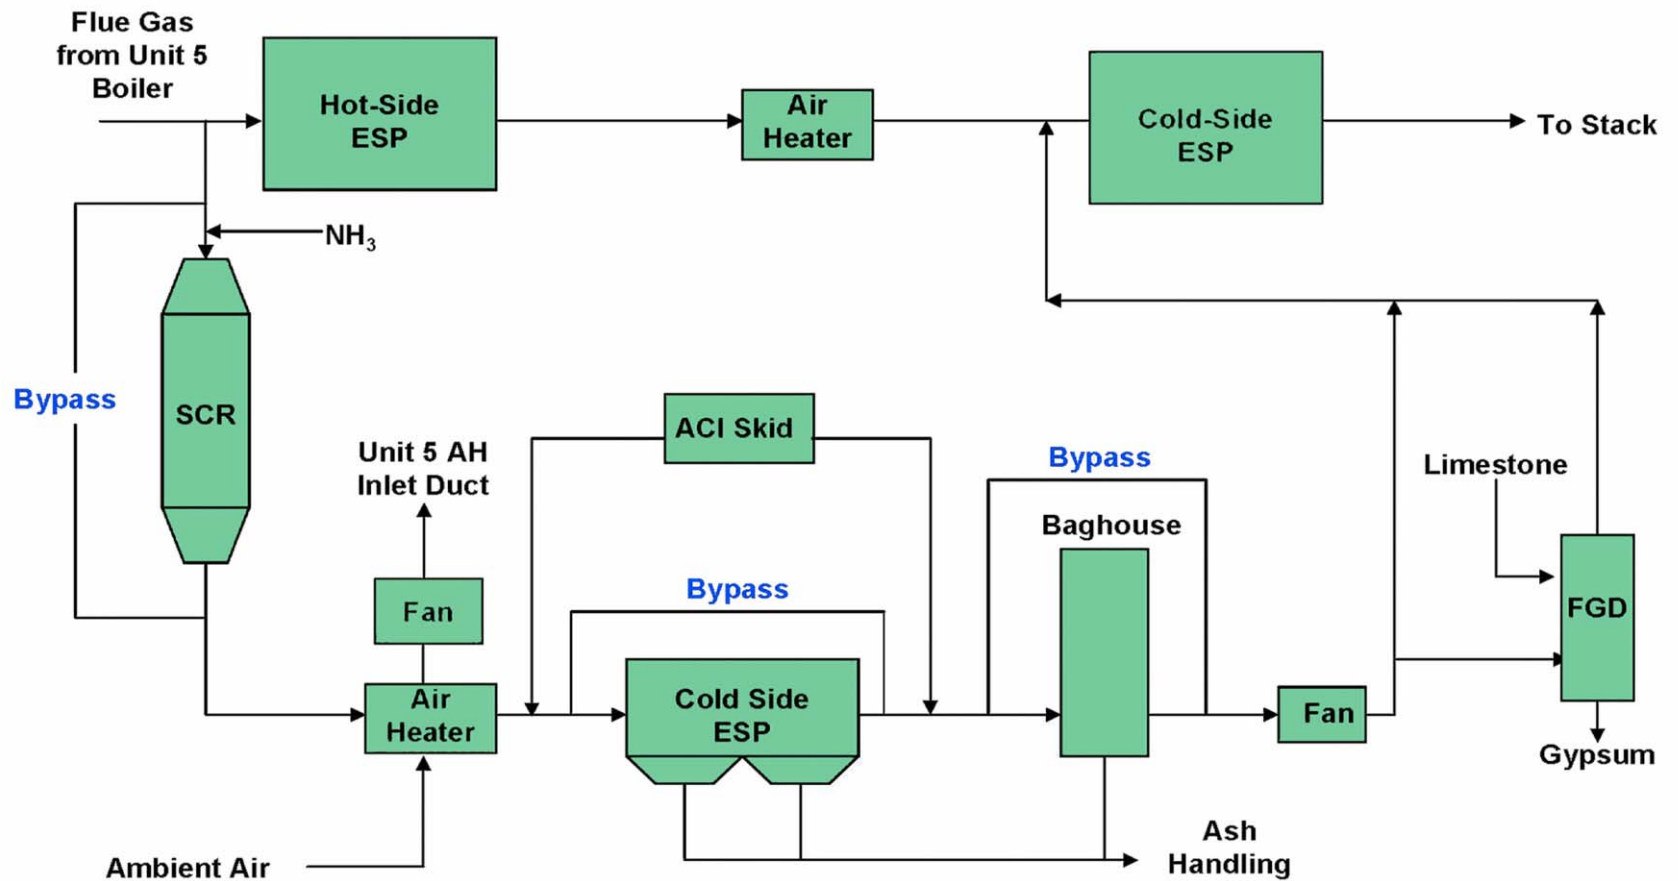 Flue Gas
from Unit 5
Boiler
Hot-Side
ESP
Air
Heater
Cold-Side
ESP
To Stack
NH3
Bypass
SCR
ACI Skid
Unit 5 AH
Inlet Duct
Bypass
Limestone
Baghouse
Fan
Bypass
FGD
Air
Heater
Cold Side
ESP
Fan
Gypsum
Ambient Air
Ash
Handling